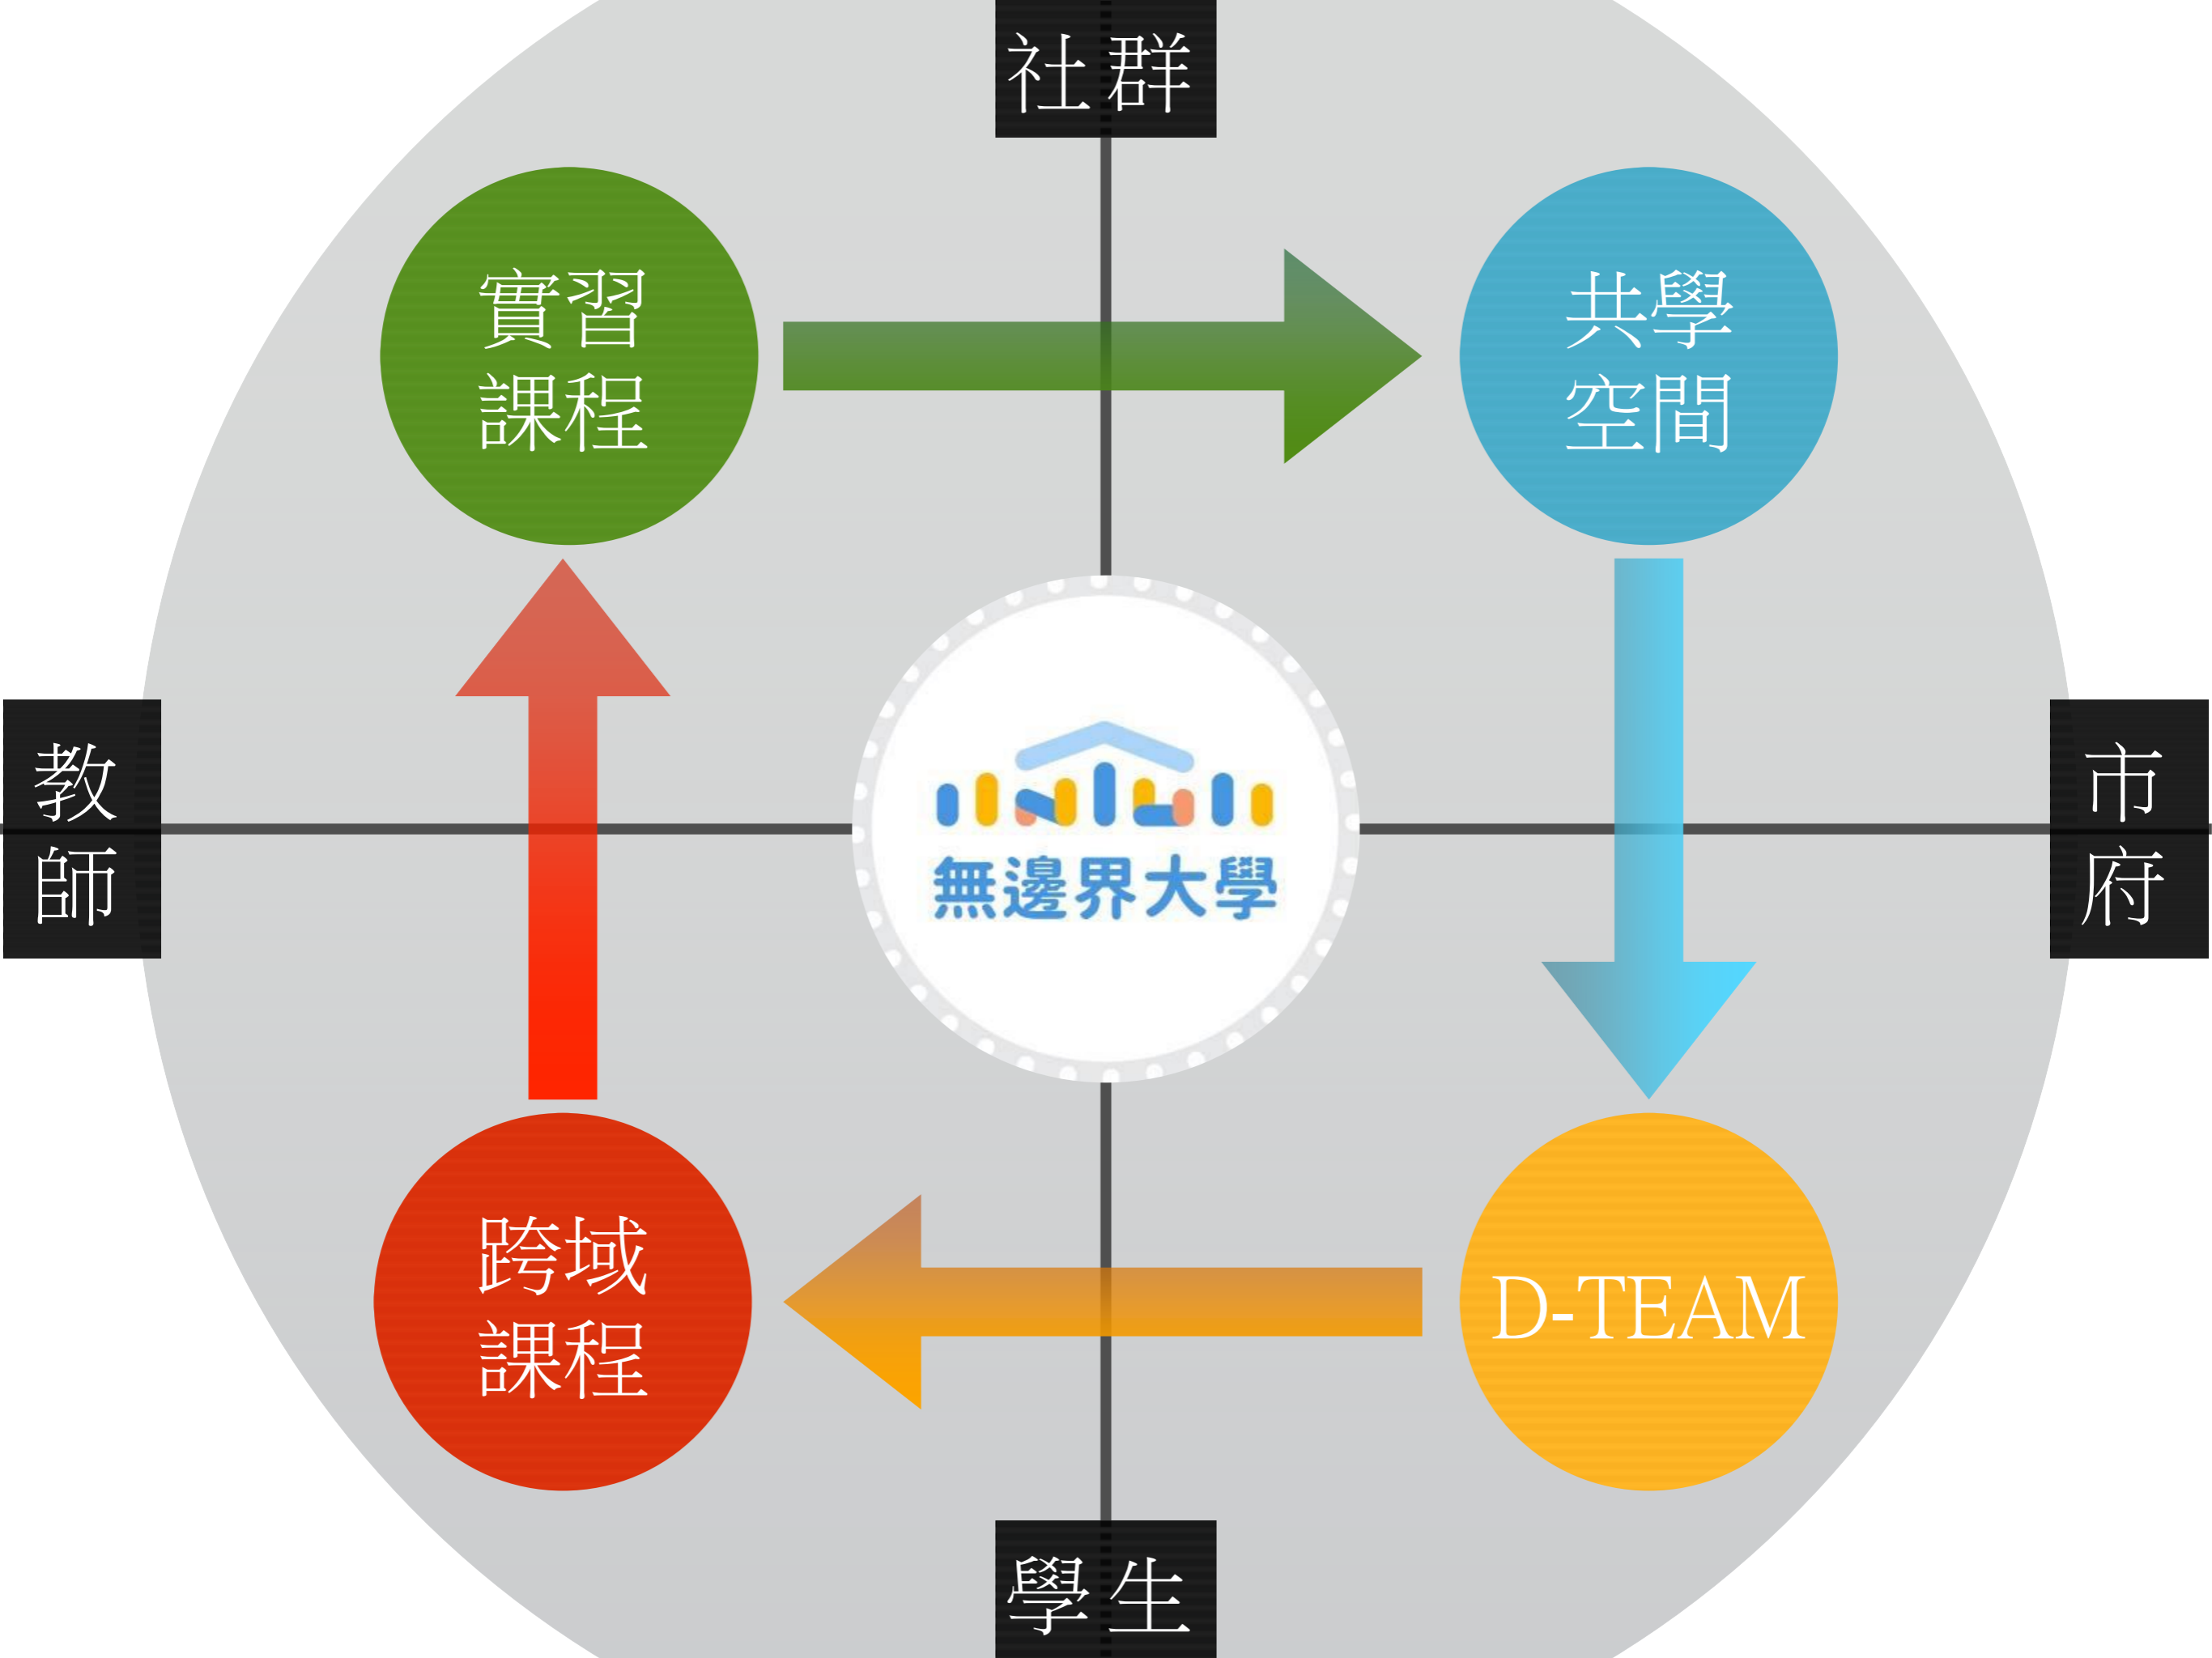 社群
實習
課程
共學
空間
教
師
無邊界大學
市
府
跨域
課程
D-TEAM
學生